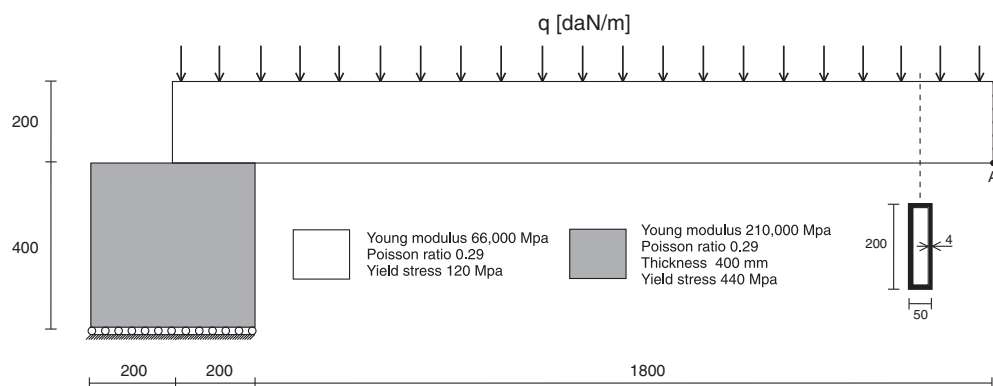 q [daN/m]
200
A
400
Young modulus 66,000 Mpa
Poisson ratio 0.29
Yield stress 120 Mpa
Young modulus 210,000 Mpa
Poisson ratio 0.29
Thickness 400 mm
Yield stress 440 Mpa
200
4
50
200
200
1800